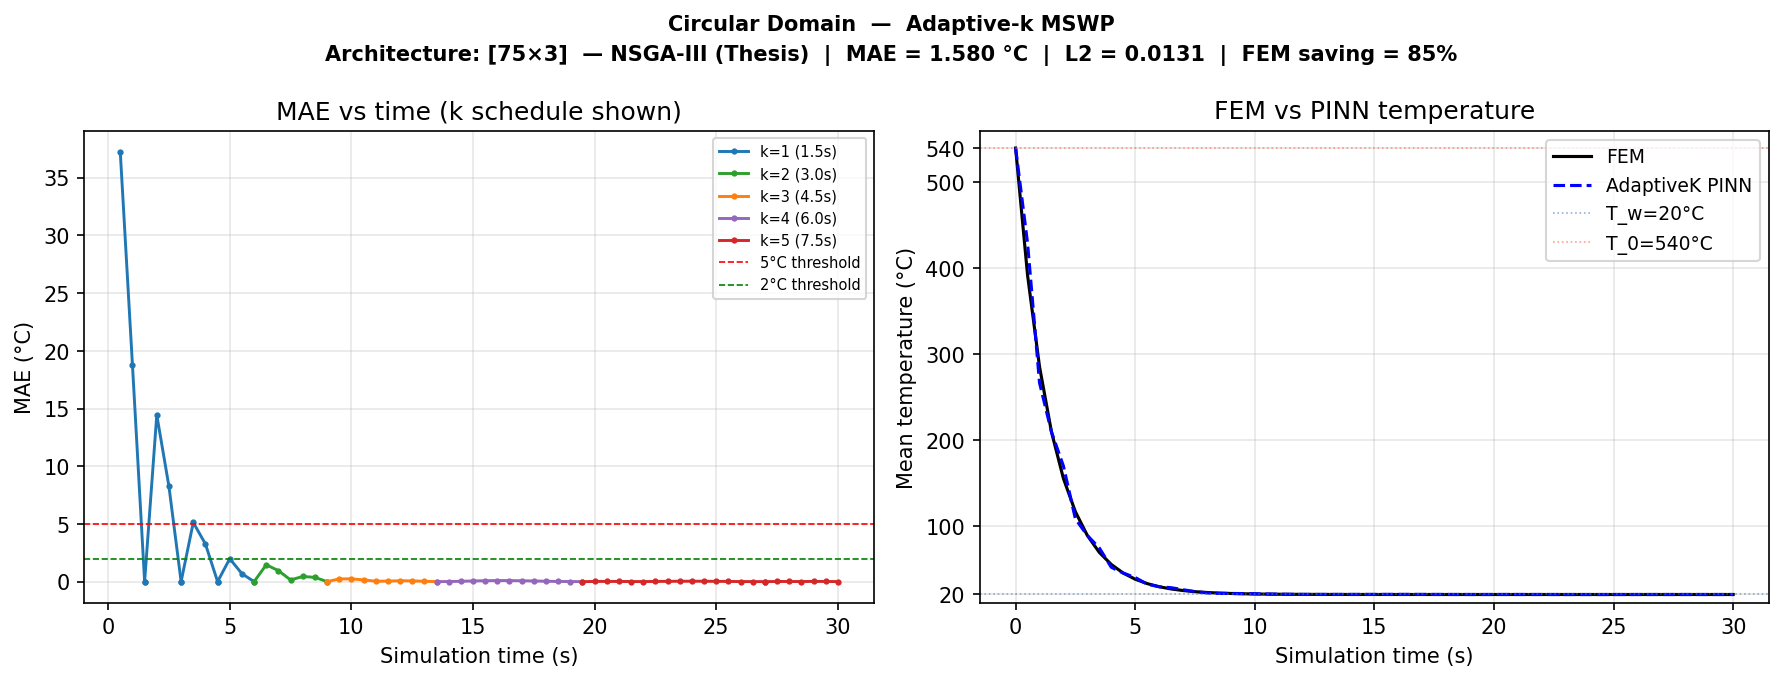 Circular Domain — Adaptive-k MSWP
Architecture: [75×3] — NSGA-III (Thesis) | MAE = 1.580 °C | L2 = 0.0131 | FEM saving = 85%
MAE vs time (k schedule shown)
MAE (°C)
35
30
25
20
15
10
5
0
k=1 (1.5s)
k=2 (3.0s)
k=3 (4.5s)
k=4 (6.0s)
k=5 (7.5s)
5°C threshold
2°C threshold
0 5 10 15 20 25 30
Simulation time (s)
FEM vs PINN temperature
Mean temperature (°C)
540
500
400
300
200
100
20
FEM
AdaptiveK PINN
T_w=20°C
T_0=540°C
0 5 10 15 20 25 30
Simulation time (s)